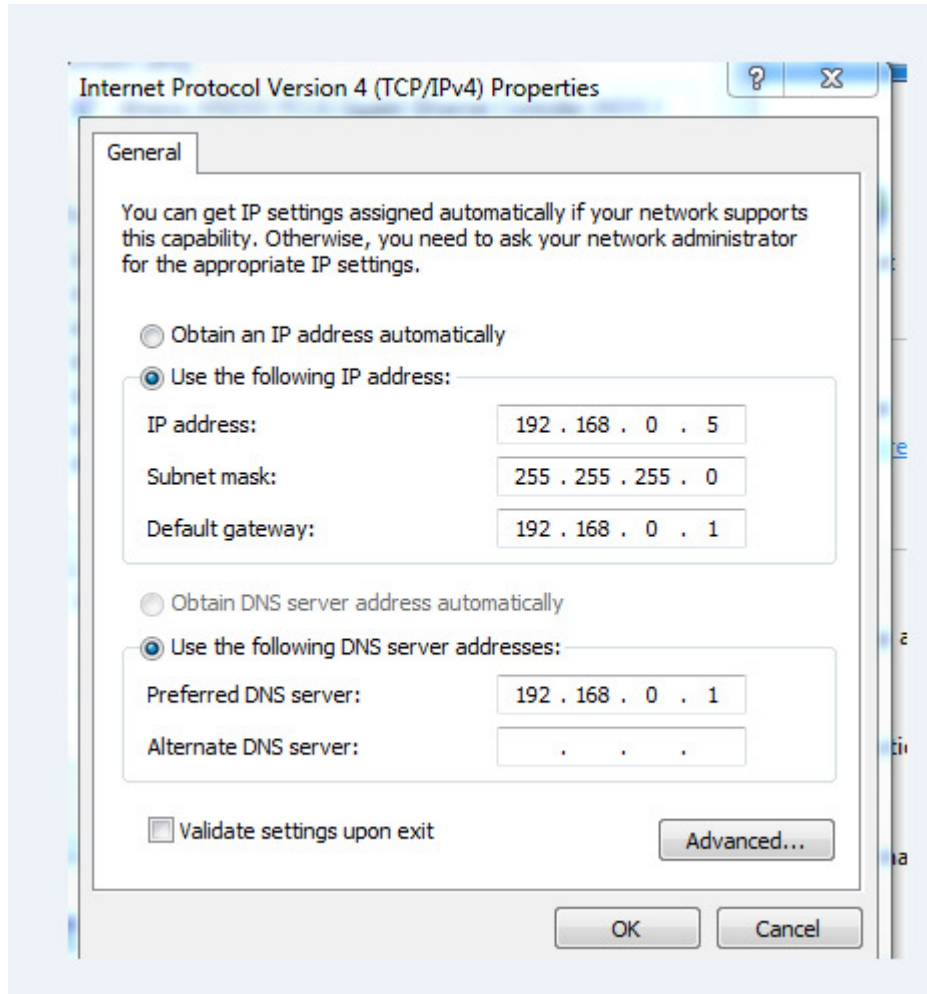 Internet Protocol Version 4 (TCP/IPv4) Properties
General
You can get IP settings assigned automatically if your network supports
this capability. Otherwise, you need to ask your network administrator
for the appropriate IP settings.
Obtain an IP address automatically
Use the following IP address:
IP address: 192 . 168 . 0 . 5
Subnet mask: 255 . 255 . 255 . 0
Default gateway: 192 . 168 . 0 . 1
Obtain DNS server address automatically
Use the following DNS server addresses:
Preferred DNS server: 192 . 168 . 0 . 1
Alternate DNS server: . . .
Validate settings upon exit
Advanced...
OK Cancel